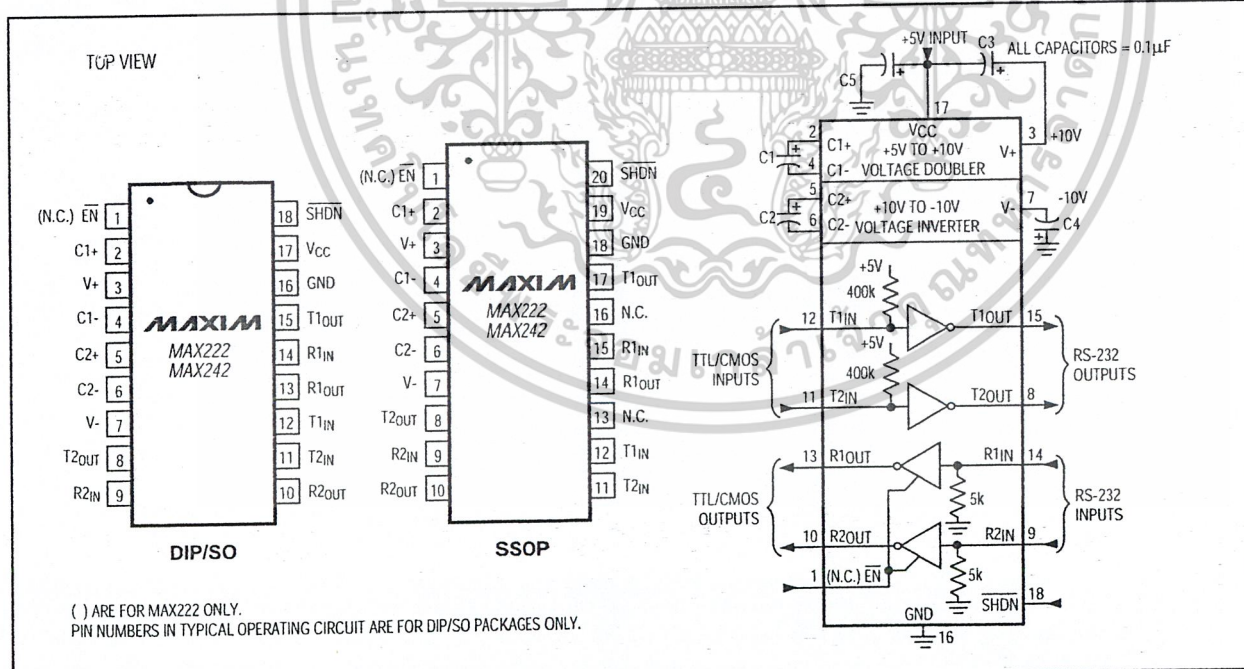 TOP VIEW
(N.C.) EN 1
C1+ 2
V+ 3
C1- 4
C2+ 5
C2- 6
V- 7
T2OUT 8
R2IN 9
18 SHDN
17 VCC
16 GND
15 T1OUT
14 R1IN
13 R1OUT
12 T1IN
11 T2IN
10 R2OUT
MAXIM
MAX222
MAX242
DIP/SO
(N.C.) EN 1
C1+ 2
V+ 3
C1- 4
C2+ 5
C2- 6
V- 7
T2OUT 8
R2IN 9
R2OUT 10
20 SHDN
19 VCC
18 GND
17 T1OUT
16 N.C.
15 R1IN
14 R1OUT
13 N.C.
12 T1IN
11 T2IN
MAXIM
MAX222
MAX242
SSOP
+5V INPUT
C3
ALL CAPACITORS = 0.1μF
C5
17
2
VCC
3
+10V
C1
C1+
+5V TO +10V
V+
4
C1- VOLTAGE DOUBLER
5
C2+
+10V TO -10V
7
-10V
V-
C2
6
C2- VOLTAGE INVERTER
C4
+5V
400k
12 T1IN
T1OUT 15
+5V
TTL/CMOS
INPUTS
400k
RS-232
OUTPUTS
11 T2IN
T2OUT 8
13 R1OUT
R1IN 14
TTL/CMOS
OUTPUTS
5k
RS-232
INPUTS
10 R2OUT
R2IN 9
1 (N.C.) EN
5k
SHDN 18
GND
16
( ) ARE FOR MAX222 ONLY.
PIN NUMBERS IN TYPICAL OPERATING CIRCUIT ARE FOR DIP/SO PACKAGES ONLY.